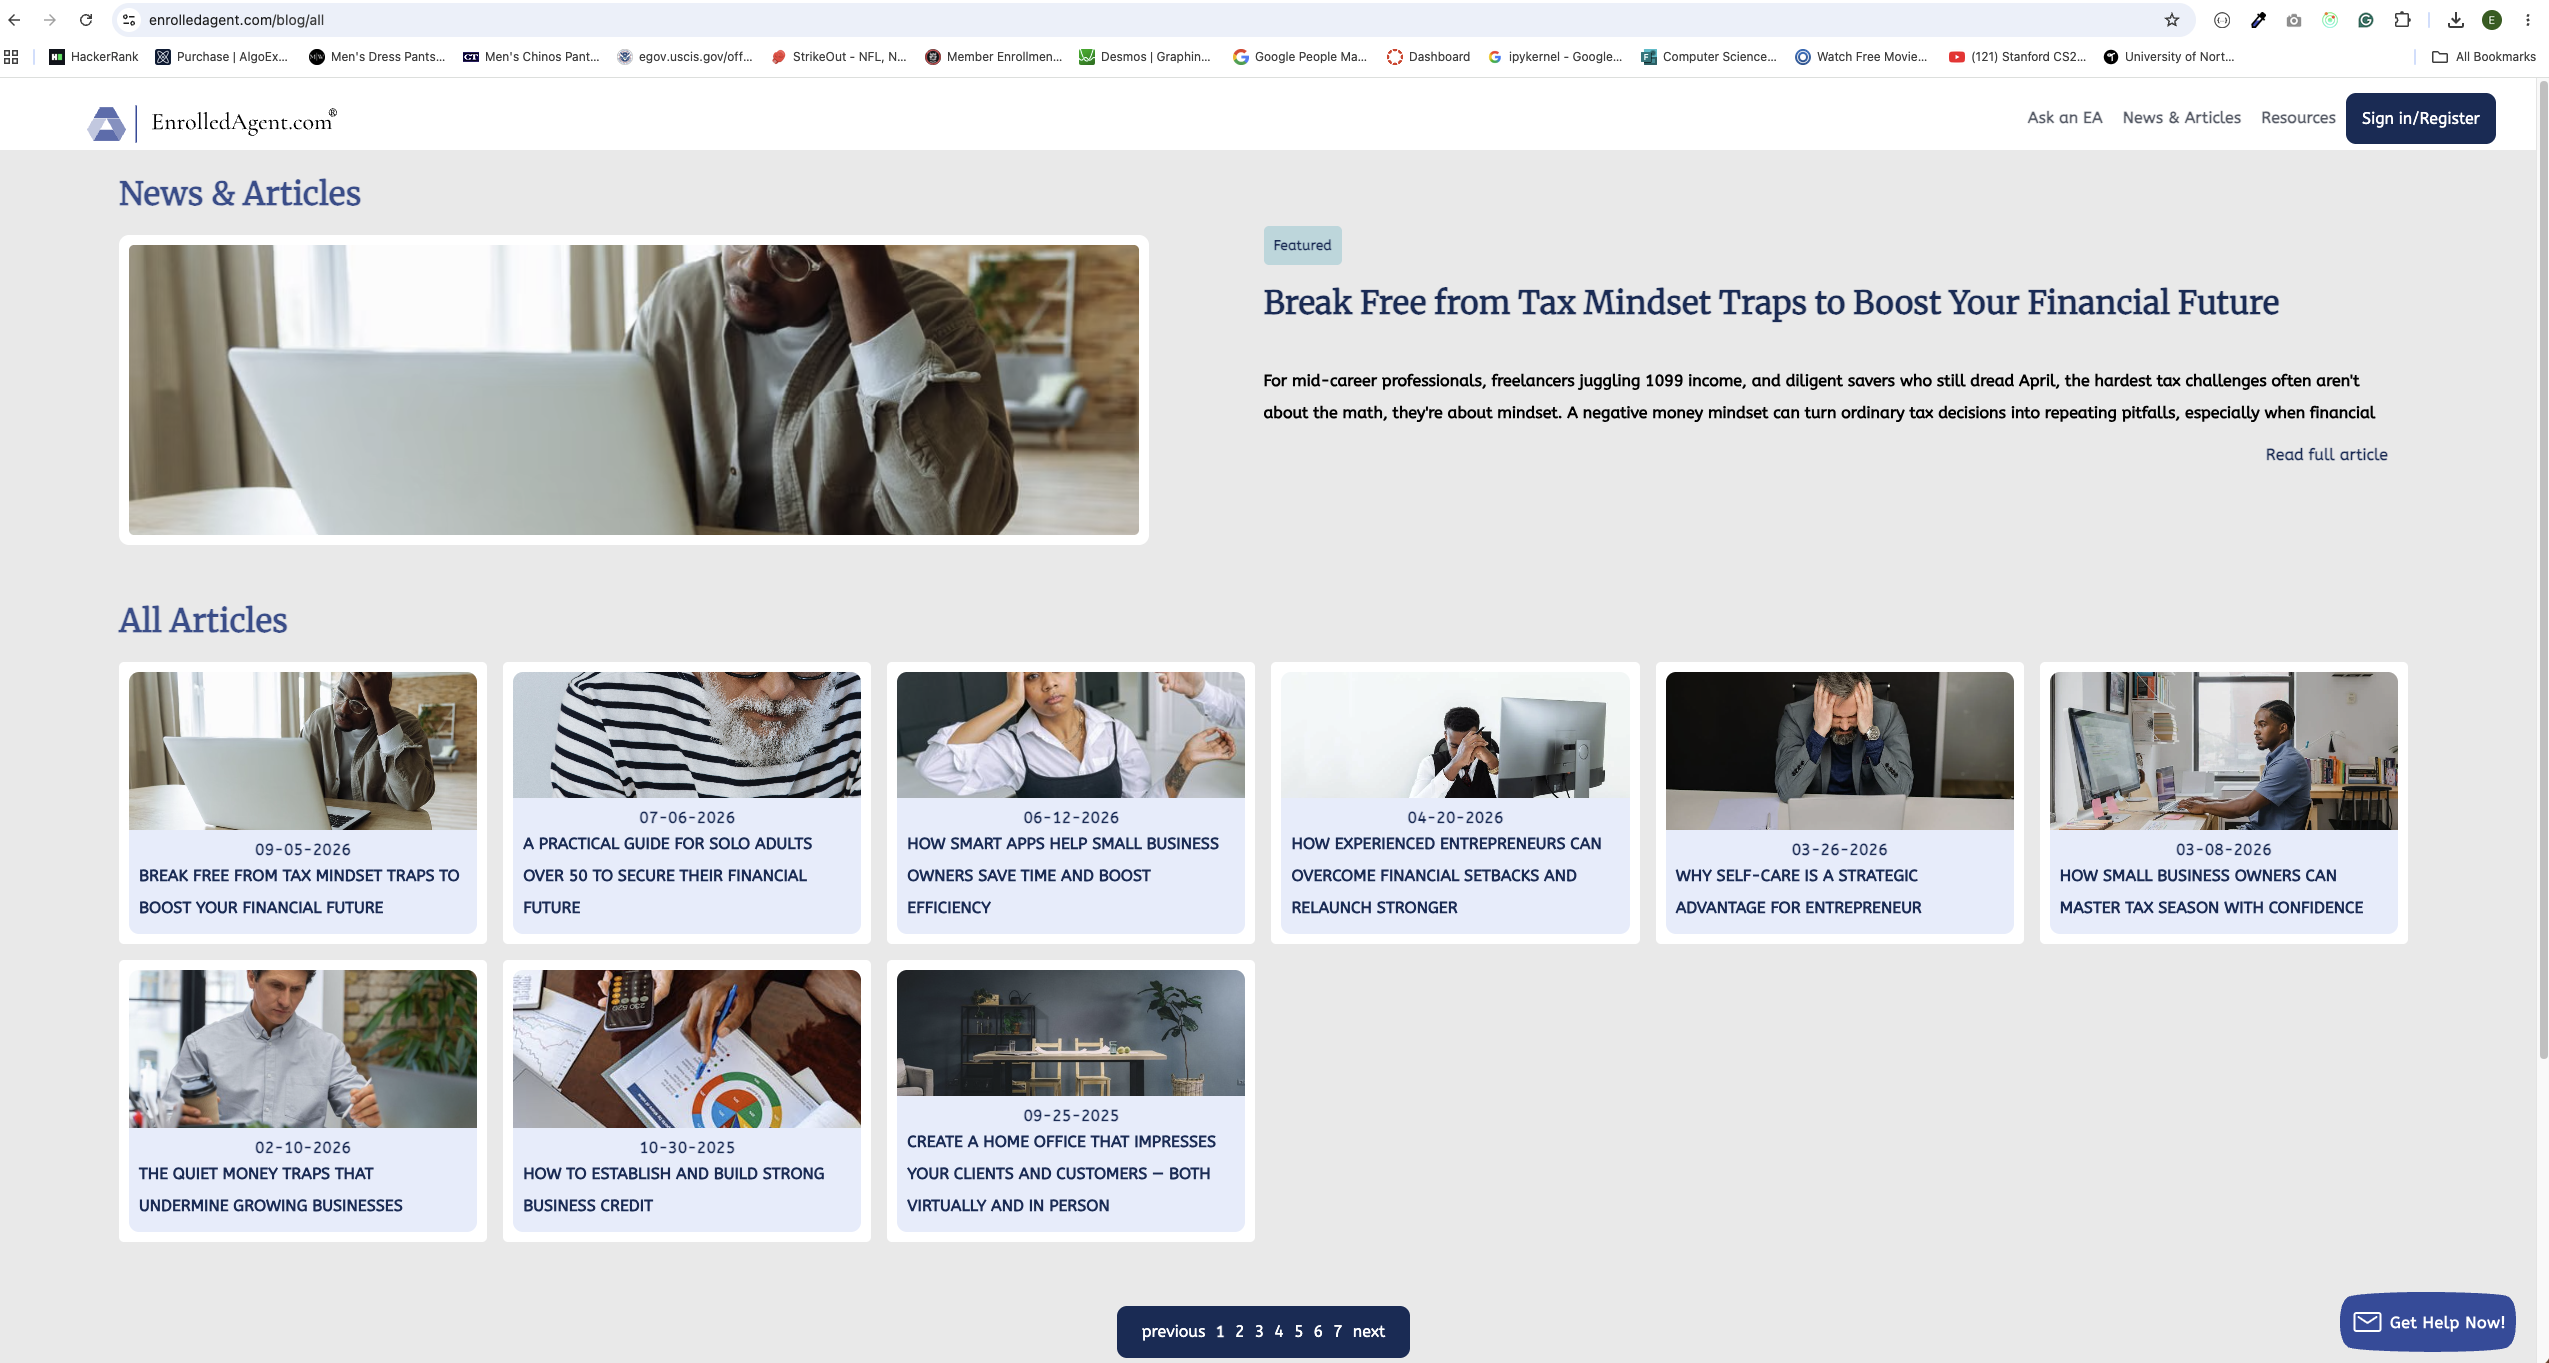 enrolledagent.com/blog/all
E
HackerRank
Purchase | AlgoEx...
Men's Dress Pants...
Men's Chinos Pant...
egov.uscis.gov/off...
StrikeOut - NFL, N...
Member Enrollmen...
Desmos | Graphin...
Google People Ma...
Dashboard
ipykernel - Google...
Computer Science...
Watch Free Movie...
(121) Stanford CS2...
University of Nort...
All Bookmarks
EnrolledAgent.com®
Ask an EA
News & Articles
Resources
Sign in/Register
News & Articles
Featured
Break Free from Tax Mindset Traps to Boost Your Financial Future
For mid-career professionals, freelancers juggling 1099 income, and diligent savers who still dread April, the hardest tax challenges often aren't
about the math, they're about mindset. A negative money mindset can turn ordinary tax decisions into repeating pitfalls, especially when financial
Read full article
All Articles
09-05-2026
BREAK FREE FROM TAX MINDSET TRAPS TO
BOOST YOUR FINANCIAL FUTURE
07-06-2026
A PRACTICAL GUIDE FOR SOLO ADULTS
OVER 50 TO SECURE THEIR FINANCIAL
FUTURE
06-12-2026
HOW SMART APPS HELP SMALL BUSINESS
OWNERS SAVE TIME AND BOOST
EFFICIENCY
04-20-2026
HOW EXPERIENCED ENTREPRENEURS CAN
OVERCOME FINANCIAL SETBACKS AND
RELAUNCH STRONGER
03-26-2026
WHY SELF-CARE IS A STRATEGIC
ADVANTAGE FOR ENTREPRENEUR
03-08-2026
HOW SMALL BUSINESS OWNERS CAN
MASTER TAX SEASON WITH CONFIDENCE
02-10-2026
THE QUIET MONEY TRAPS THAT
UNDERMINE GROWING BUSINESSES
10-30-2025
HOW TO ESTABLISH AND BUILD STRONG
BUSINESS CREDIT
09-25-2025
CREATE A HOME OFFICE THAT IMPRESSES
YOUR CLIENTS AND CUSTOMERS — BOTH
VIRTUALLY AND IN PERSON
previous 1 2 3 4 5 6 7 next
Get Help Now!